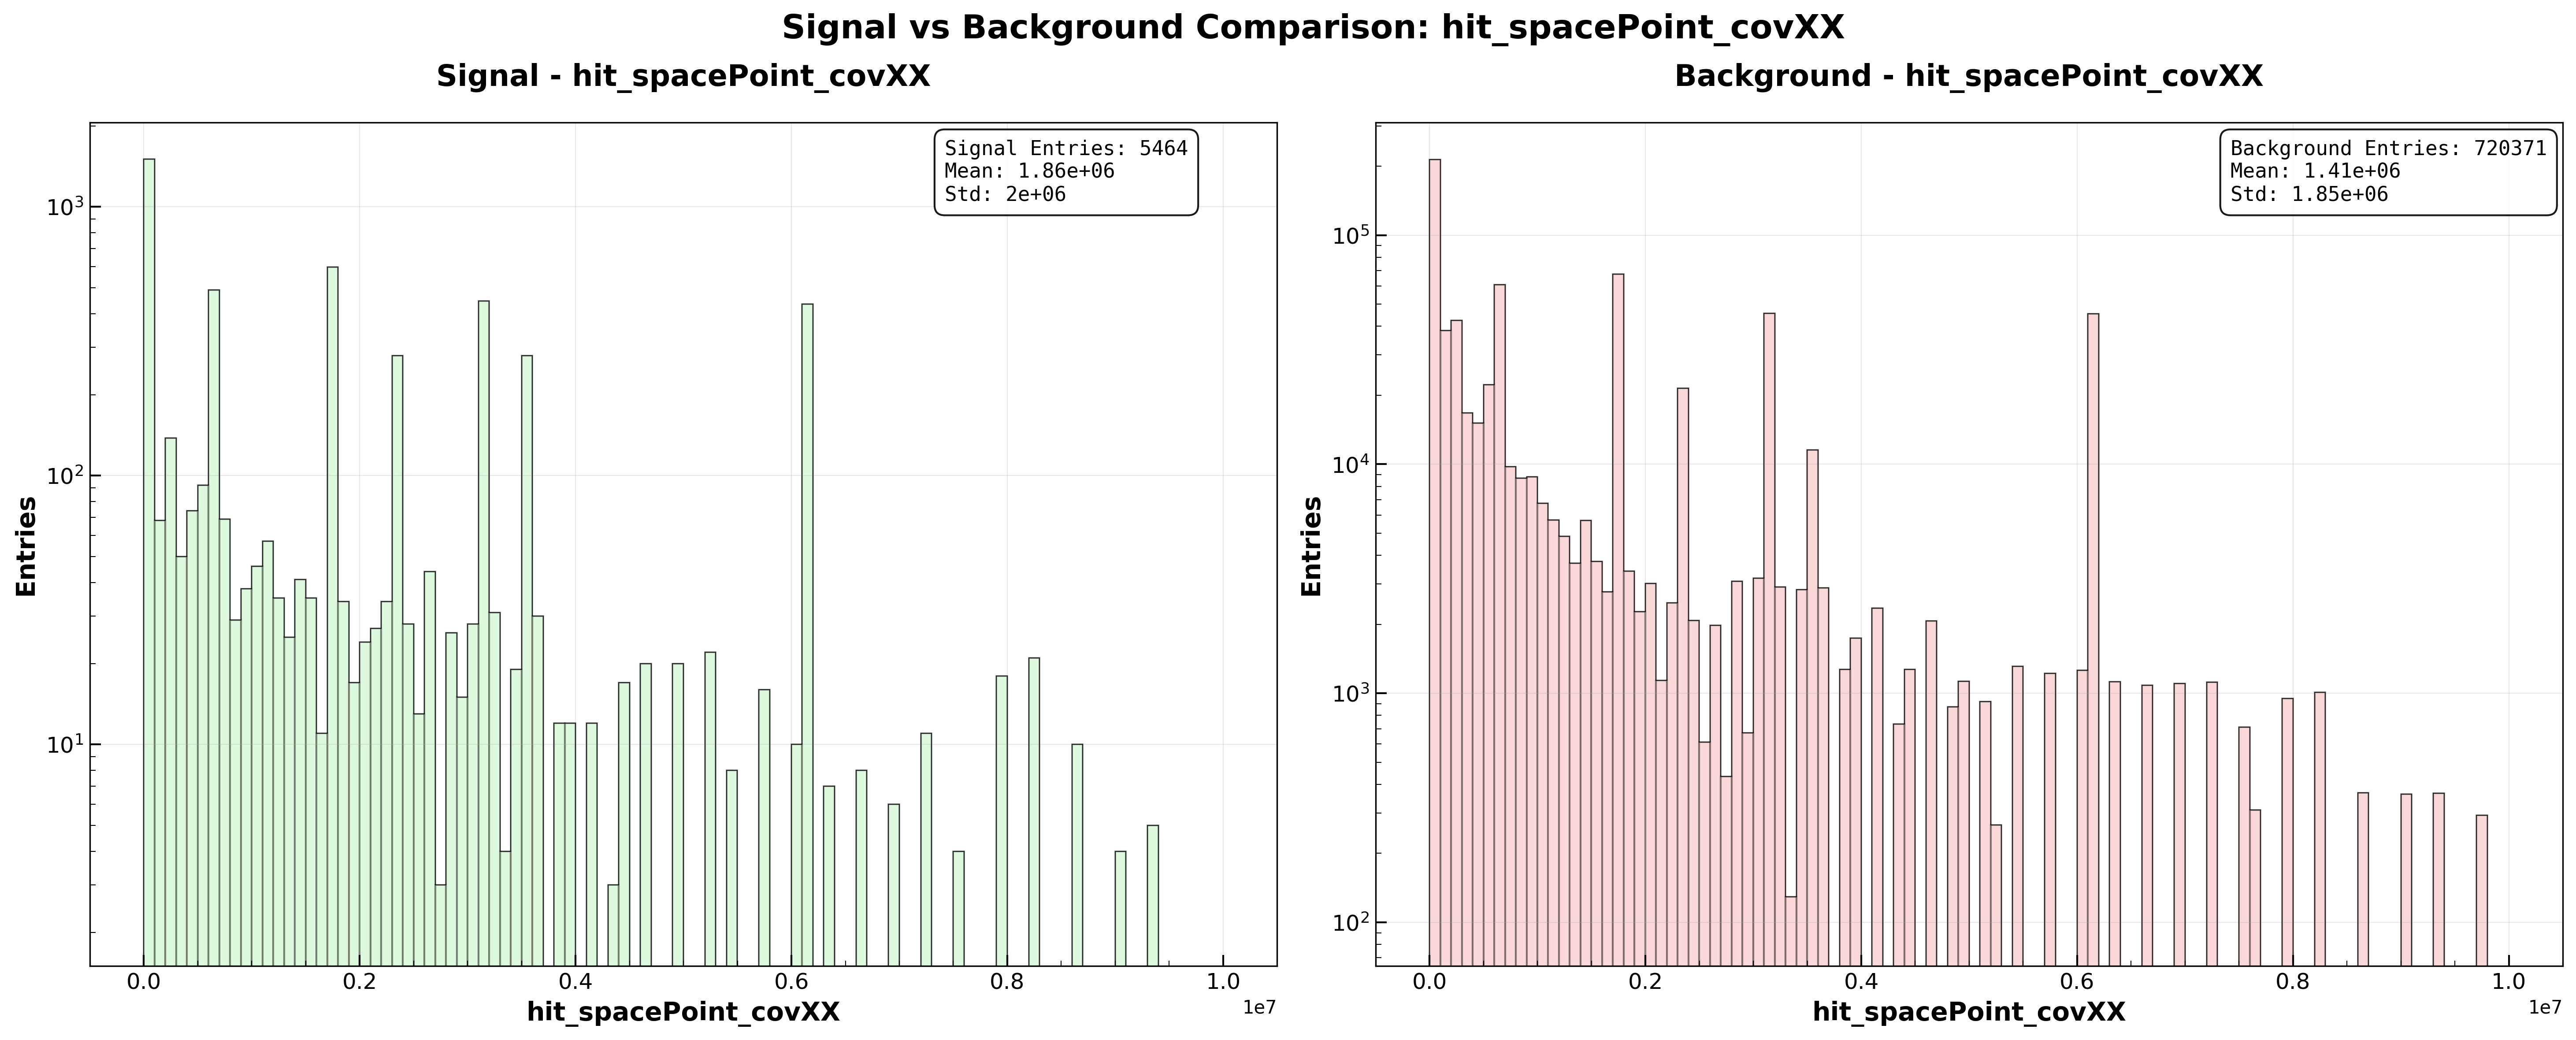 Signal vs Background Comparison: hit_spacePoint_covXX
Signal - hit_spacePoint_covXX
Signal Entries: 5464
Mean: 1.86e+06
Std: 2e+06
10³
10²
10¹
Entries
0.0 0.2 0.4 0.6 0.8 1.0
1e7
hit_spacePoint_covXX
Background - hit_spacePoint_covXX
Background Entries: 720371
Mean: 1.41e+06
Std: 1.85e+06
10⁵
10⁴
10³
10²
Entries
0.0 0.2 0.4 0.6 0.8 1.0
1e7
hit_spacePoint_covXX